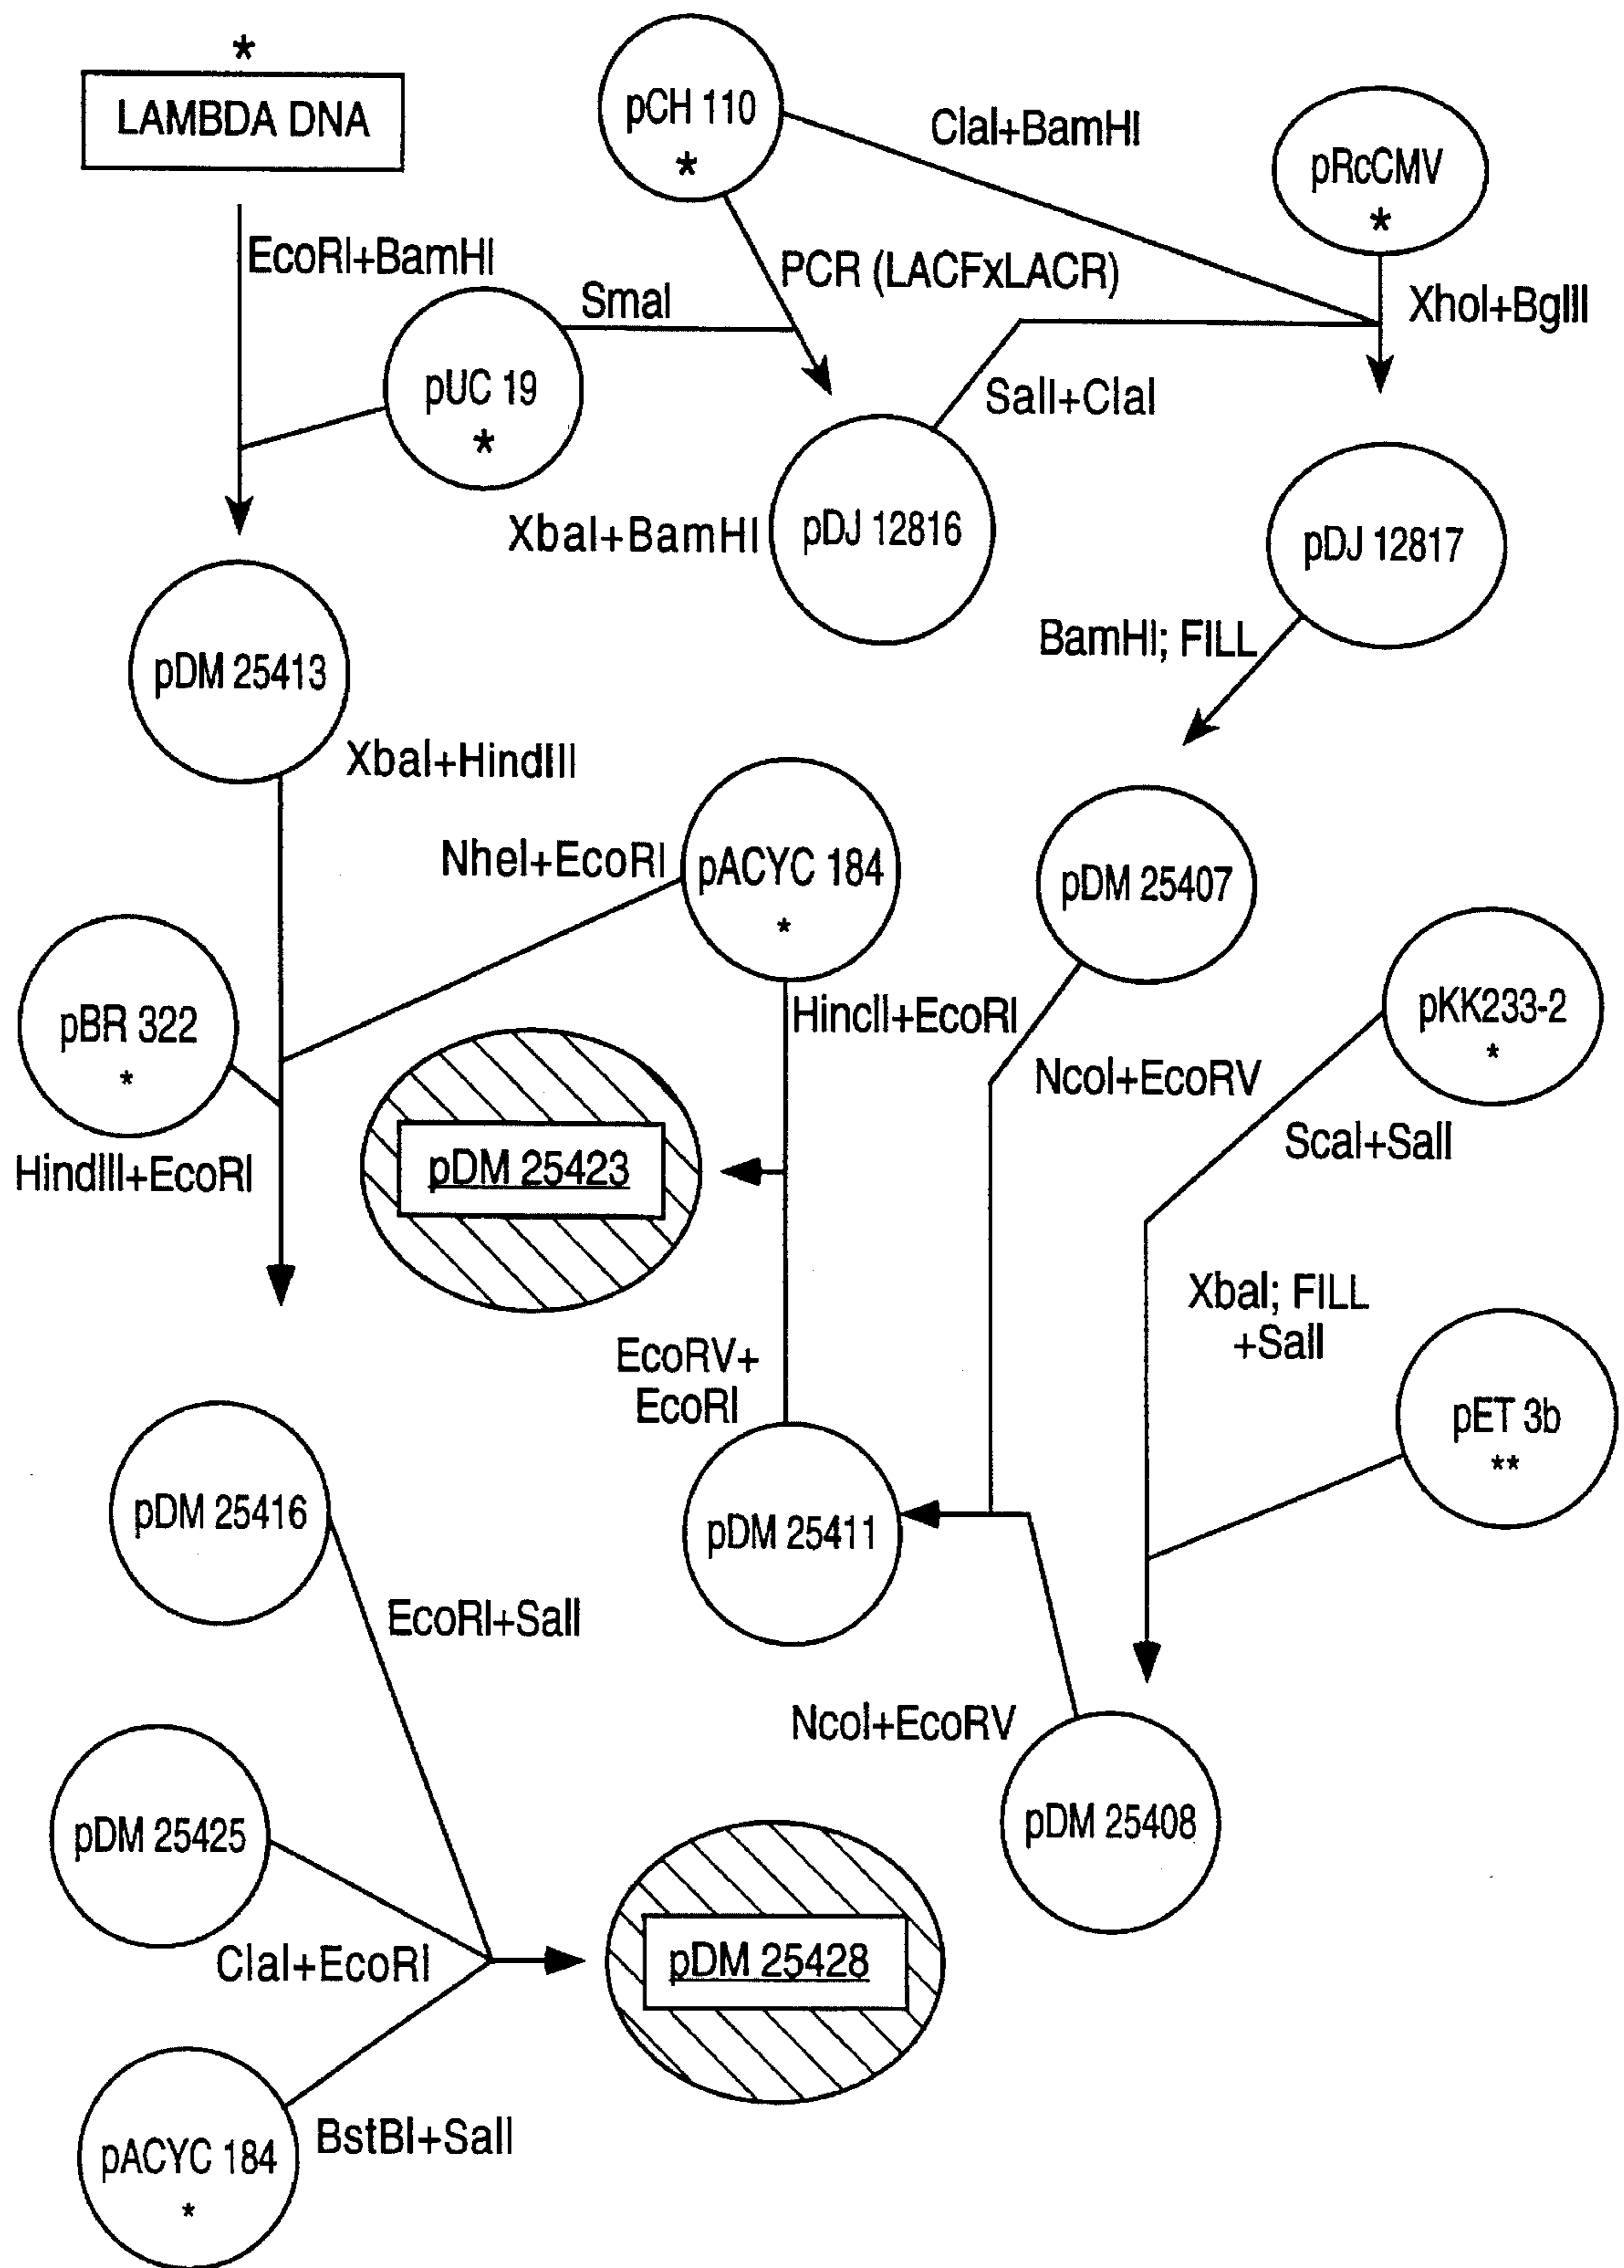 *
LAMBDA DNA
pCH 110
*
ClaI+BamHI
pRcCMV
*
EcoRI+BamHI
SmaI
PCR (LACFxLACR)
XhoI+BglII
pUC 19
*
SalI+ClaI
XbaI+BamHI
pDJ 12816
pDJ 12817
BamHI; FILL
pDM 25413
XbaI+HindIII
NheI+EcoRI
pACYC 184
*
pDM 25407
pBR 322
*
HindIII+EcoRI
HincII+EcoRI
pKK233-2
*
NcoI+EcoRV
ScaI+SalI
pDM 25423
XbaI; FILL
+SalI
EcoRV+
EcoRI
pET 3b
**
pDM 25416
pDM 25411
EcoRI+SalI
NcoI+EcoRV
pDM 25408
pDM 25425
ClaI+EcoRI
pDM 25428
pACYC 184
*
BstBI+SalI